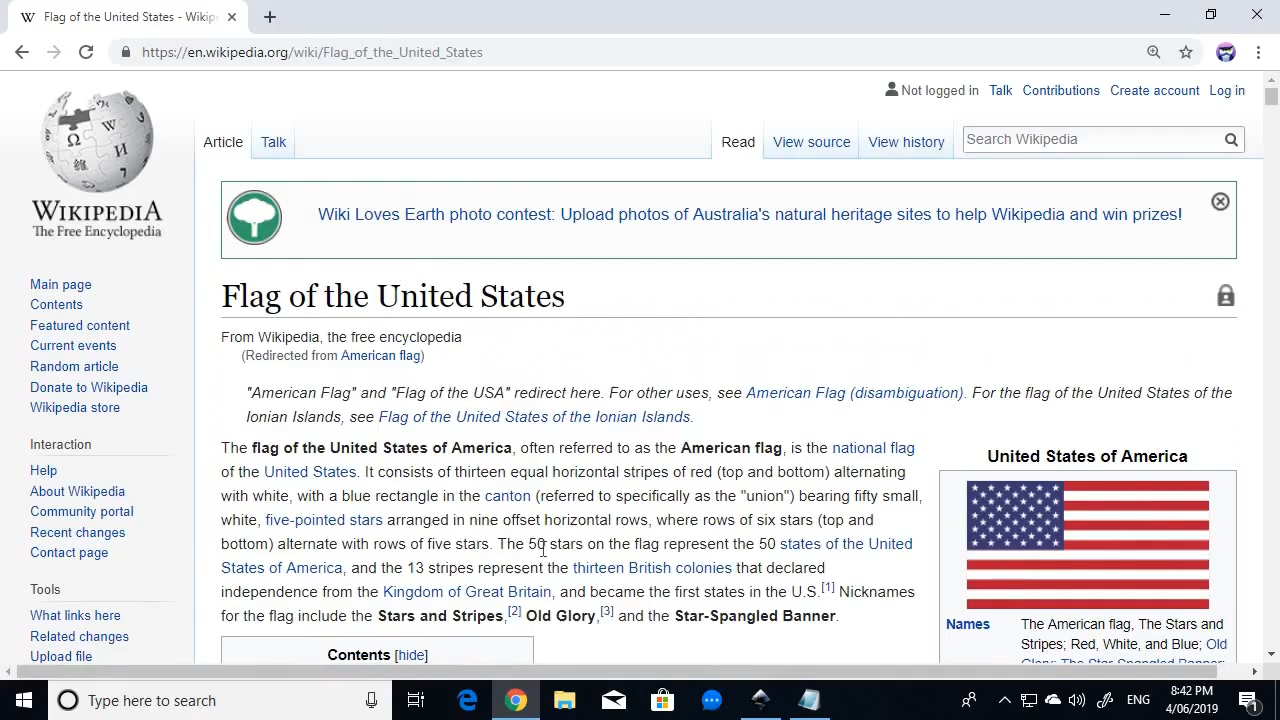 Flag of the United States - Wikip
https://en.wikipedia.org/wiki/Flag_of_the_United_States
Not logged in Talk Contributions Create account Log in
Article Talk Read View source View history Search Wikipedia
WIKIPEDIA
The Free Encyclopedia
Wiki Loves Earth photo contest: Upload photos of Australia's natural heritage sites to help Wikipedia and win prizes!
Flag of the United States
From Wikipedia, the free encyclopedia
(Redirected from American flag)
"American Flag" and "Flag of the USA" redirect here. For other uses, see American Flag (disambiguation). For the flag of the United States of the
Ionian Islands, see Flag of the United States of the Ionian Islands.
The flag of the United States of America, often referred to as the American flag, is the national flag
of the United States. It consists of thirteen equal horizontal stripes of red (top and bottom) alternating
with white, with a blue rectangle in the canton (referred to specifically as the "union") bearing fifty small,
white, five-pointed stars arranged in nine offset horizontal rows, where rows of six stars (top and
bottom) alternate with rows of five stars. The 50 stars on the flag represent the 50 states of the United
States of America, and the 13 stripes represent the thirteen British colonies that declared
independence from the Kingdom of Great Britain, and became the first states in the U.S.[1] Nicknames
for the flag include the Stars and Stripes,[2] Old Glory,[3] and the Star-Spangled Banner.
Contents [hide]
United States of America
Names The American flag, The Stars and
Stripes; Red, White, and Blue; Old
Glory; The Star-Spangled Banner;
Main page
Contents
Featured content
Current events
Random article
Donate to Wikipedia
Wikipedia store
Interaction
Help
About Wikipedia
Community portal
Recent changes
Contact page
Tools
What links here
Related changes
Upload file
Type here to search
ENG
8:42 PM
4/06/2019
1